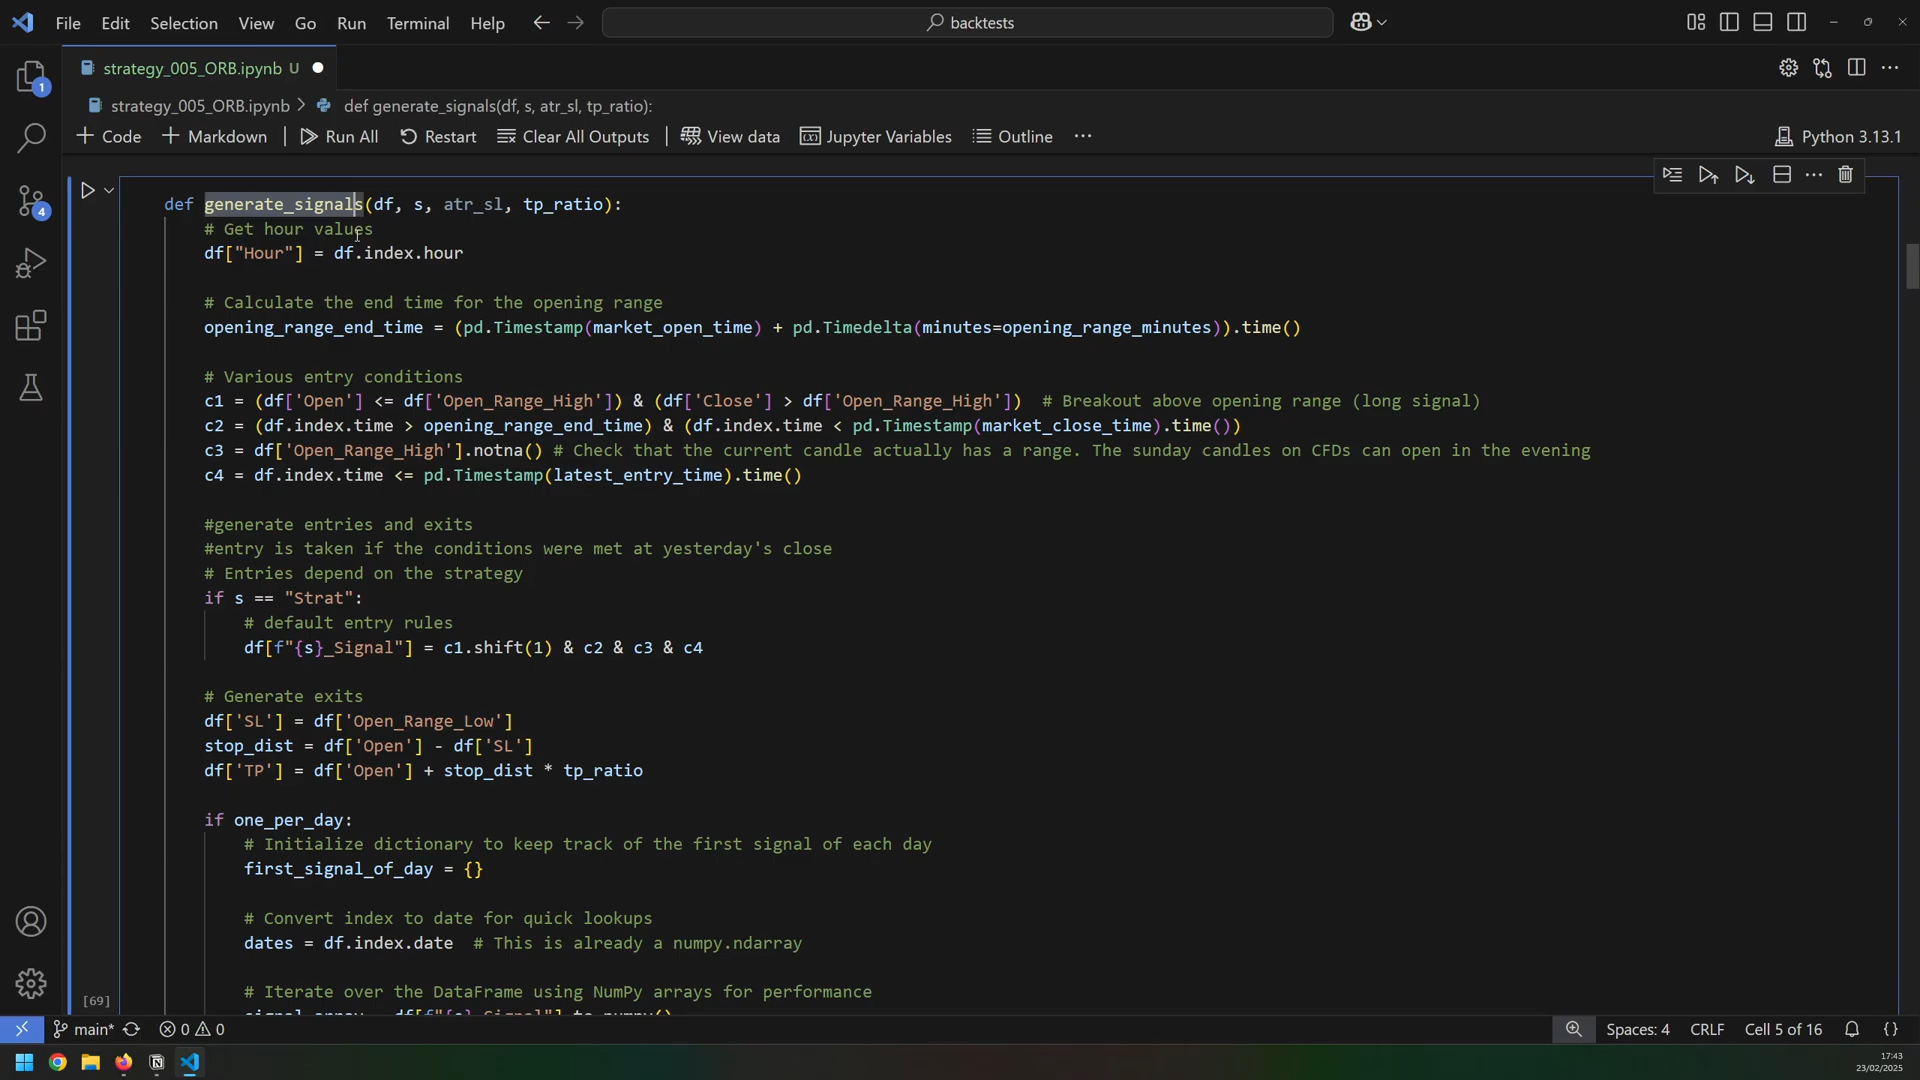 File Edit Selection View Go Run Terminal Help backtests
strategy_005_ORB.ipynb U
1
strategy_005_ORB.ipynb > def generate_signals(df, s, atr_sl, tp_ratio):
+ Code + Markdown | Run All Restart Clear All Outputs | View data Jupyter Variables Outline ... Python 3.13.1
4
def generate_signals(df, s, atr_sl, tp_ratio):
# Get hour values
df["Hour"] = df.index.hour
# Calculate the end time for the opening range
opening_range_end_time = (pd.Timestamp(market_open_time) + pd.Timedelta(minutes=opening_range_minutes)).time()
# Various entry conditions
c1 = (df['Open'] <= df['Open_Range_High']) & (df['Close'] > df['Open_Range_High']) # Breakout above opening range (long signal)
c2 = (df.index.time > opening_range_end_time) & (df.index.time < pd.Timestamp(market_close_time).time())
c3 = df['Open_Range_High'].notna() # Check that the current candle actually has a range. The sunday candles on CFDs can open in the evening
c4 = df.index.time <= pd.Timestamp(latest_entry_time).time()
#generate entries and exits
#entry is taken if the conditions were met at yesterday's close
# Entries depend on the strategy
if s == "Strat":
# default entry rules
df[f"{s}_Signal"] = c1.shift(1) & c2 & c3 & c4
# Generate exits
df['SL'] = df['Open_Range_Low']
stop_dist = df['Open'] - df['SL']
df['TP'] = df['Open'] + stop_dist * tp_ratio
if one_per_day:
# Initialize dictionary to keep track of the first signal of each day
first_signal_of_day = {}
# Convert index to date for quick lookups
dates = df.index.date # This is already a numpy.ndarray
# Iterate over the DataFrame using NumPy arrays for performance
[69]
signal_array = df[f"{s}_Signal"].to_numpy()
main* 0 0 Spaces: 4 CRLF Cell 5 of 16 {}
17:43
23/02/2025